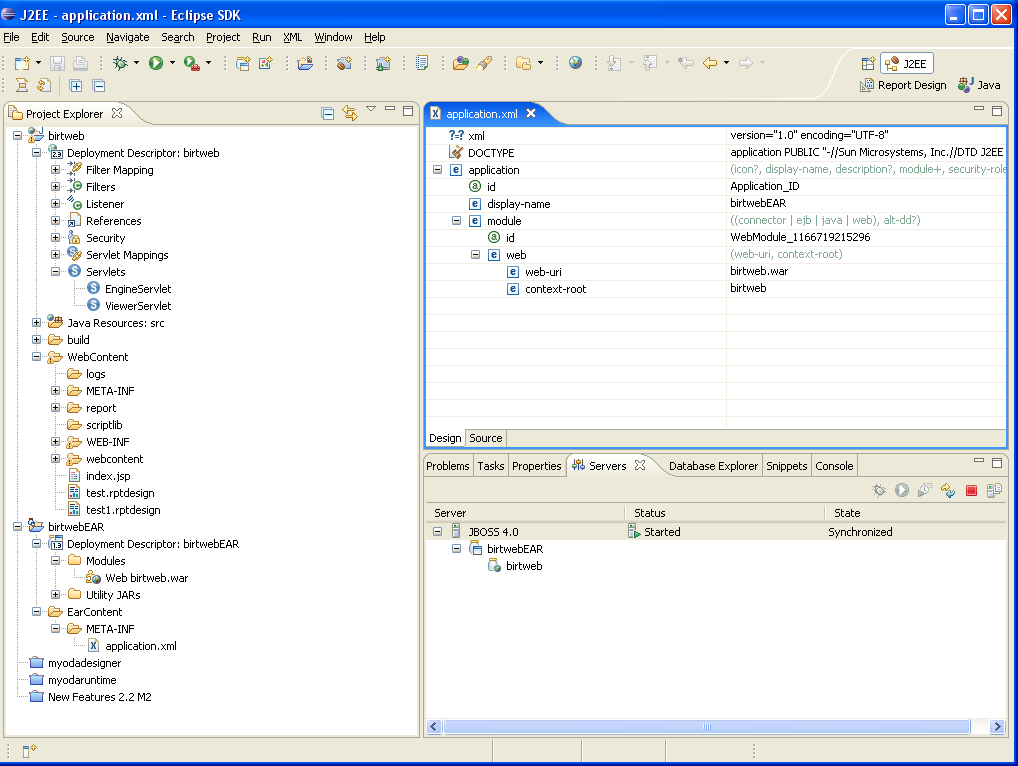 J2EE - application.xml - Eclipse SDK
File Edit Source Navigate Search Project Run XML Window Help
J2EE
Report Design Java
Project Explorer
birtweb
Deployment Descriptor: birtweb
Filter Mapping
Filters
Listener
References
Security
Servlet Mappings
Servlets
EngineServlet
ViewerServlet
Java Resources: src
build
WebContent
logs
META-INF
report
scriptlib
WEB-INF
webcontent
index.jsp
test.rptdesign
test1.rptdesign
birtwebEAR
Deployment Descriptor: birtwebEAR
Modules
Web birtweb.war
Utility JARs
EarContent
META-INF
application.xml
myodadesigner
myodaruntime
New Features 2.2 M2
application.xml
?-? xml version="1.0" encoding="UTF-8"
DOCTYPE application PUBLIC "-//Sun Microsystems, Inc.//DTD J2EE
application (icon?, display-name, description?, module+, security-role
id Application_ID
display-name birtwebEAR
module ((connector | ejb | java | web), alt-dd?)
id WebModule_1166719215296
web (web-uri, context-root)
web-uri birtweb.war
context-root birtweb
Design Source
Problems Tasks Properties Servers Database Explorer Snippets Console
Server Status State
JBOSS 4.0 Started Synchronized
birtwebEAR
birtweb